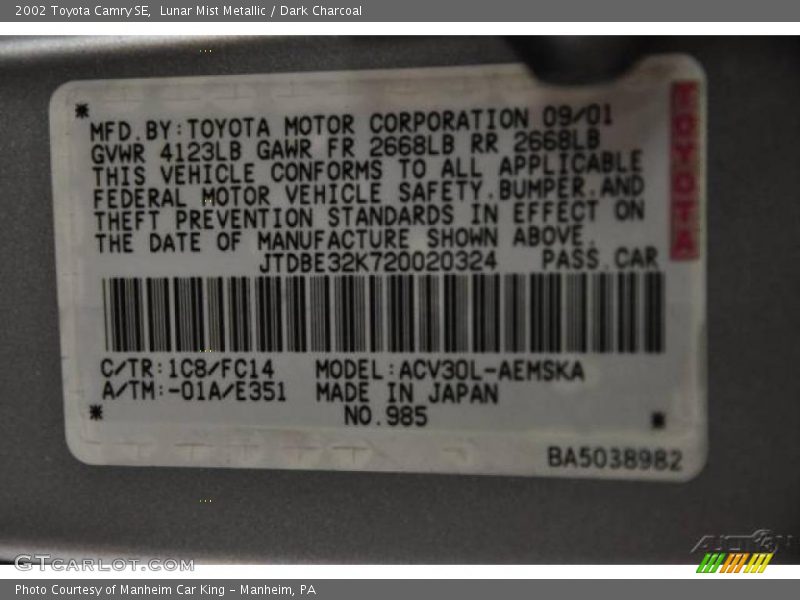 2002 Toyota Camry SE,  Lunar Mist Metallic / Dark Charcoal
MFD.BY:TOYOTA MOTOR CORPORATION 09/01
GVWR 4123LB GAWR FR 2668LB RR 2668LB
THIS VEHICLE CONFORMS TO ALL APPLICABLE
FEDERAL MOTOR VEHICLE SAFETY,BUMPER,AND
THEFT PREVENTION STANDARDS IN EFFECT ON
THE DATE OF MANUFACTURE SHOWN ABOVE.
JTDBE32K720020324 PASS.CAR
TOYOTA
C/TR:1C8/FC14 MODEL:ACV30L-AEMSKA
A/TM:-01A/E351 MADE IN JAPAN
NO.985
BA5038982
GTCarLot.com
Photo Courtesy of Manheim Car King - Manheim, PA